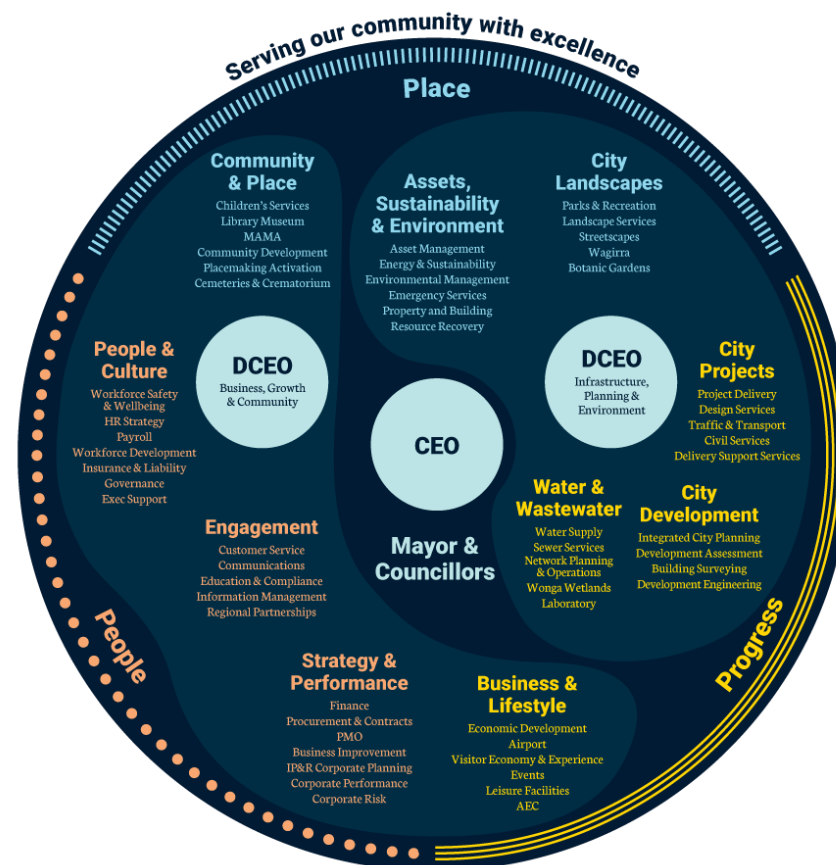 Serving our community with excellence
Place
Community
& Place
Children's Services
Library Museum
MAMA
Community Development
Placemaking Activation
Cemeteries & Crematorium
Assets,
Sustainability
& Environment
Asset Management
Energy & Sustainability
Environmental Management
Emergency Services
Property and Building
Resource Recovery
City
Landscapes
Parks & Recreation
Landscape Services
Streetscapes
Wagirra
Botanic Gardens
People &
Culture
Workforce Safety
& Wellbeing
HR Strategy
Payroll
Workforce Development
Insurance & Liability
Governance
Exec Support
DCEO
Business, Growth
& Community
CEO
DCEO
Infrastructure,
Planning &
Environment
City
Projects
Project Delivery
Design Services
Traffic & Transport
Civil Services
Delivery Support Services
Engagement
Customer Service
Communications
Education & Compliance
Information Management
Regional Partnerships
Mayor &
Councillors
Water &
Wastewater
Water Supply
Sewer Services
Network Planning
& Operations
Wonga Wetlands
Laboratory
City
Development
Integrated City Planning
Development Assessment
Building Surveying
Development Engineering
People
Progress
Strategy &
Performance
Finance
Procurement & Contracts
PMO
Business Improvement
IP&R Corporate Planning
Corporate Performance
Corporate Risk
Business &
Lifestyle
Economic Development
Airport
Visitor Economy & Experience
Events
Leisure Facilities
AEC